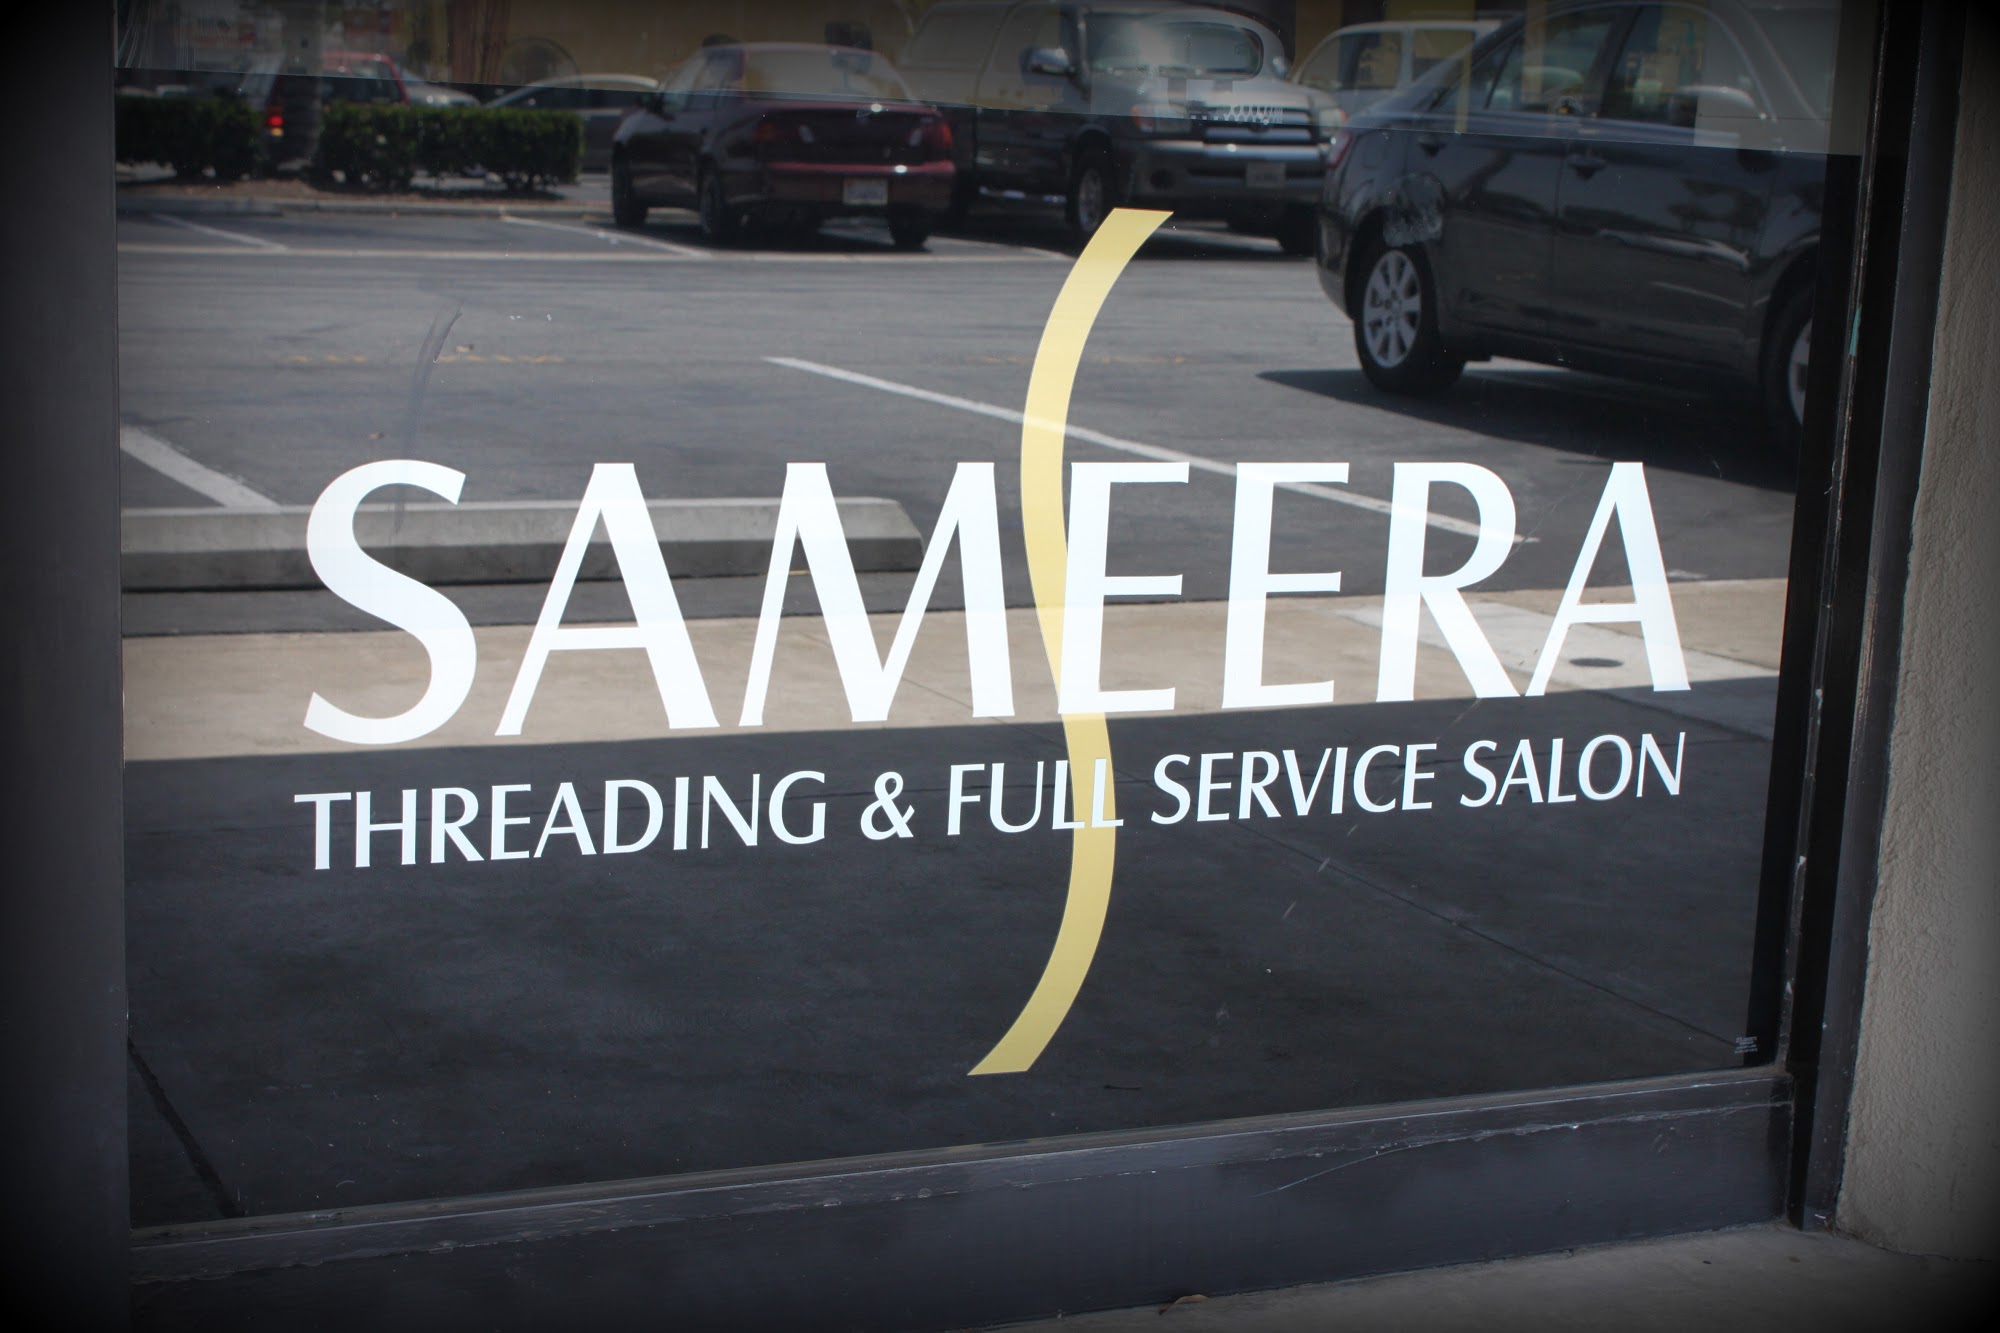 SAMEERA
THREADING & FULL SERVICE SALON